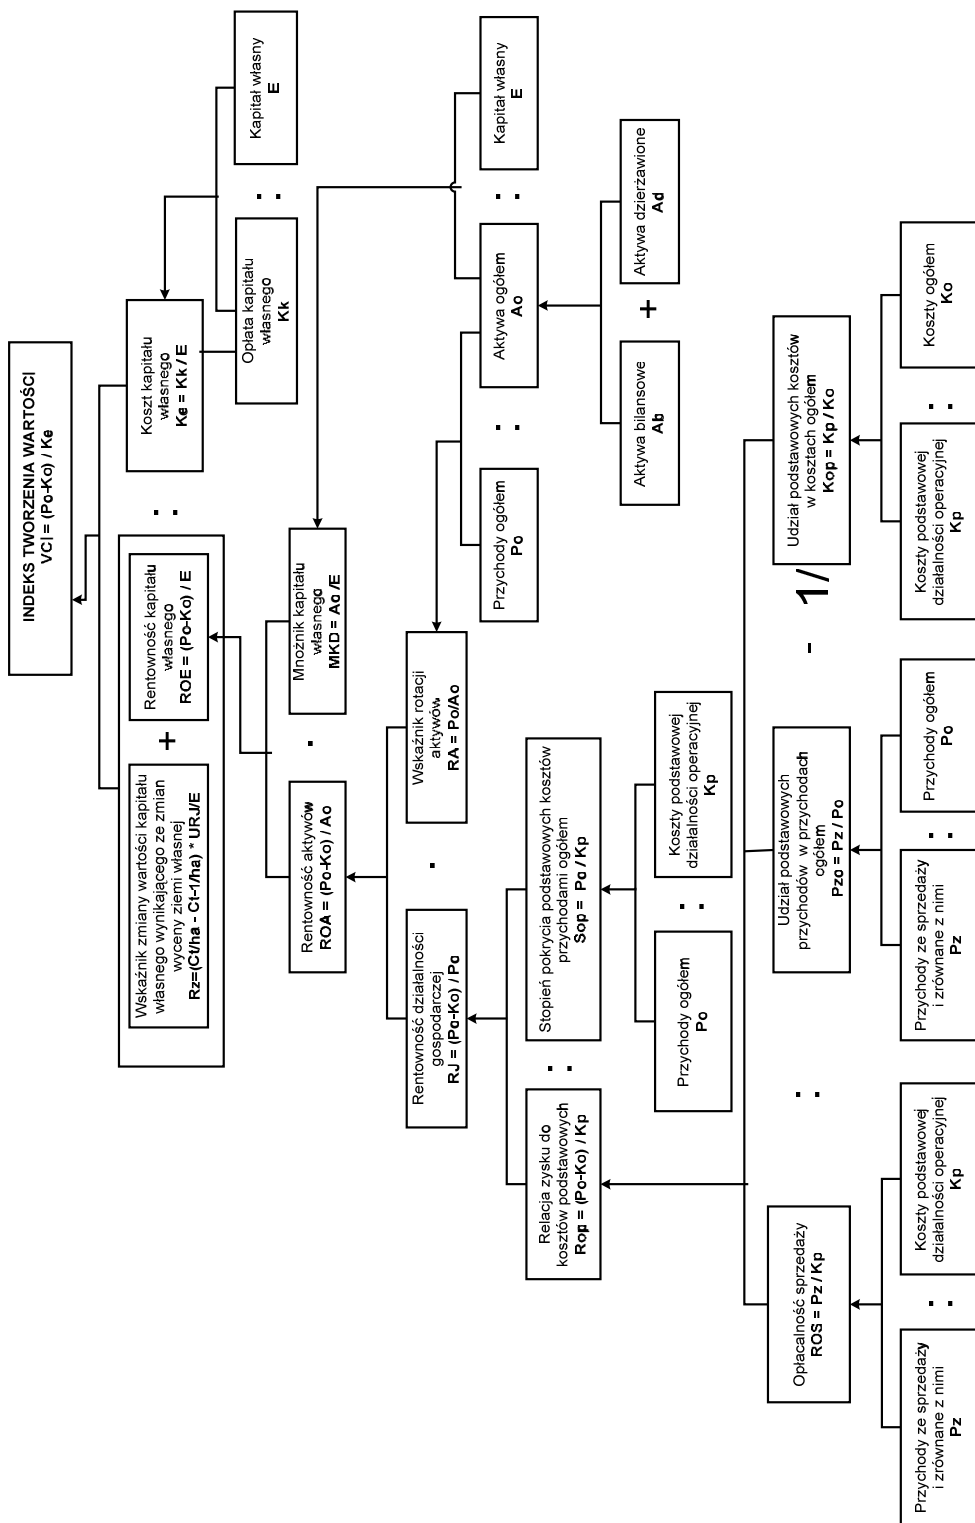 INDEKS TWORZENIA WARTOŚCI
VCI = (Po-Ko) / Ke
Wskaźnik zmiany wartości kapitału
własnego wynikającego ze zmian
wyceny ziemi własnej
Rz=(Ct/ha - Ct-1/ha) * URJ/E
+
Rentowność kapitału
własnego
ROE = (Po-Ko) / E
:
Koszt kapitału
własnego
Ke = Kk / E
Opłata kapitału
własnego
Kk
:
Kapitał własny
E
Rentowność aktywów
ROA = (Po-Ko) / Ao
.
Mnożnik kapitału
własnego
MKD = Ao /E
Rentowność działalności
gospodarczej
RJ = (Po-Ko) / Po
.
Wskaźnik rotacji
aktywów
RA = Po/Ao
Przychody ogółem
Po
:
Aktywa ogółem
Ao
:
Kapitał własny
E
Relacja zysku do
kosztów podstawowych
Rop = (Po-Ko) / Kp
:
Stopień pokrycia podstawowych kosztów
przychodami ogółem
Sop = Po / Kp
Aktywa bilansowe
Ab
+
Aktywa dzierżawione
Ad
Przychody ogółem
Po
:
Koszty podstawowej
działalności operacyjnej
Kp
Opłacalność sprzedaży
ROS = Pz / Kp
:
Udział podstawowych
przychodów w przychodach
ogółem
Pzo = Pz / Po
- 1/
Udział podstawowych kosztów
w kosztach ogółem
Kop = Kp / Ko
Przychody ze sprzedaży
i zrównane z nimi
Pz
:
Koszty podstawowej
działalności operacyjnej
Kp
Przychody ze sprzedaży
i zrównane z nimi
Pz
:
Przychody ogółem
Po
Koszty podstawowej
działalności operacyjnej
Kp
:
Koszty ogółem
Ko